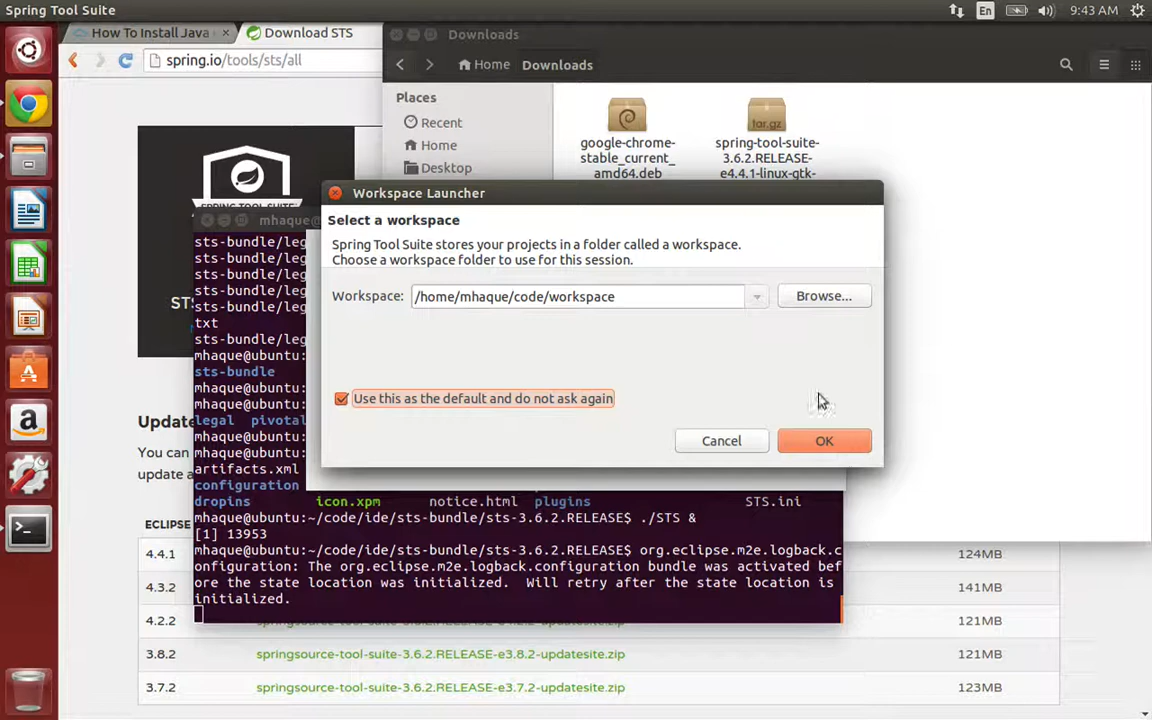 Spring Tool Suite
En
9:43 AM
How To Install Java
Download STS
spring.io/tools/sts/all
Downloads
Home
Downloads
Places
Recent
Home
Desktop
google-chrome-
stable_current_
amd64.deb
tar.gz
spring-tool-suite-
3.6.2.RELEASE-
e4.4.1-linux-gtk-
Workspace Launcher
Select a workspace
Spring Tool Suite stores your projects in a folder called a workspace.
Choose a workspace folder to use for this session.
Workspace:
/home/mhaque/code/workspace
Browse...
Use this as the default and do not ask again
Cancel
OK
mhaque@
sts-bundle/leg
sts-bundle/leg
sts-bundle/leg
sts-bundle/leg
sts-bundle/leg
txt
sts-bundle/leg
mhaque@ubuntu:
sts-bundle
mhaque@ubuntu:
mhaque@ubuntu:
legal pivotal
mhaque@ubuntu:
mhaque@ubuntu:
artifacts.xml
configuration
dropins icon.xpm notice.html plugins STS.ini
mhaque@ubuntu:~/code/ide/sts-bundle/sts-3.6.2.RELEASE$ ./STS &
[1] 13953
mhaque@ubuntu:~/code/ide/sts-bundle/sts-3.6.2.RELEASE$ org.eclipse.m2e.logback.c
onfiguration: The org.eclipse.m2e.logback.configuration bundle was activated bef
ore the state location was initialized.  Will retry after the state location is
initialized.
STS
Update
You can
update a
ECLIPSE
4.4.1
124MB
4.3.2
141MB
4.2.2
121MB
3.8.2
springsource-tool-suite-3.6.2.RELEASE-e3.8.2-updatesite.zip
121MB
3.7.2
springsource-tool-suite-3.6.2.RELEASE-e3.7.2-updatesite.zip
123MB